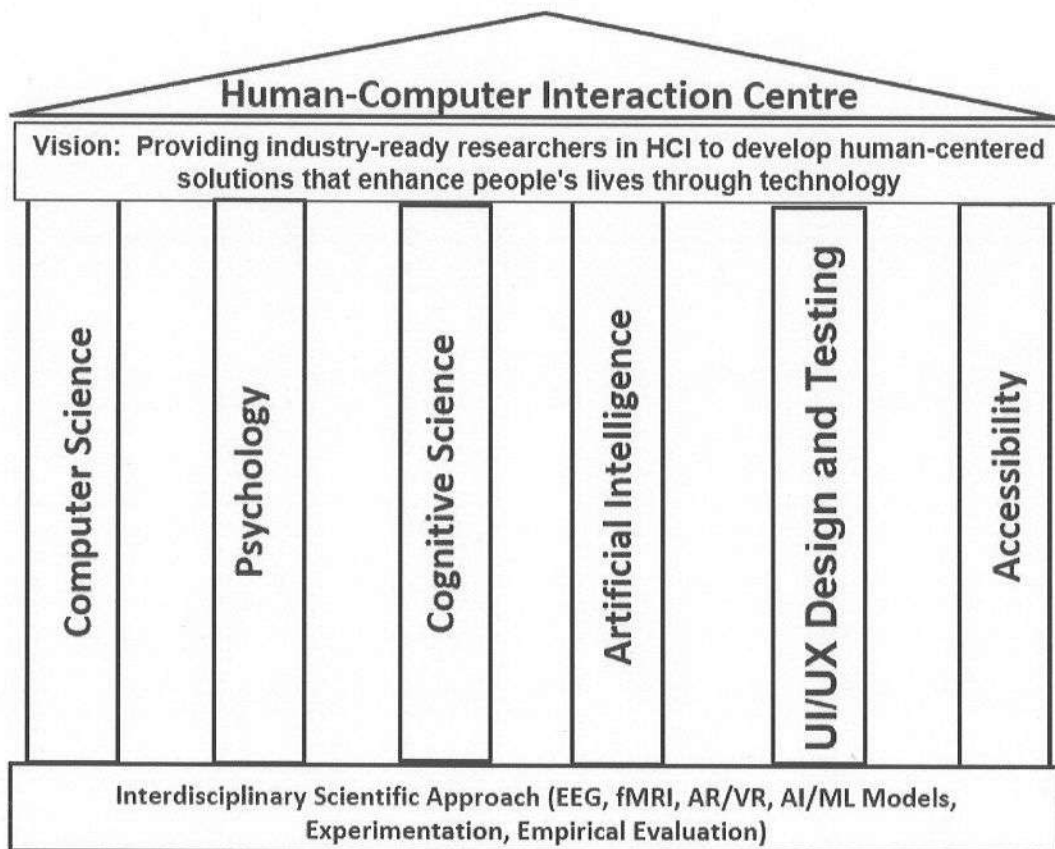 Human-Computer Interaction Centre
Vision: Providing industry-ready researchers in HCI to develop human-centered
solutions that enhance people's lives through technology
Computer Science
Psychology
Cognitive Science
Artificial Intelligence
UI/UX Design and Testing
Accessibility
Interdisciplinary Scientific Approach (EEG, fMRI, AR/VR, AI/ML Models,
Experimentation, Empirical Evaluation)